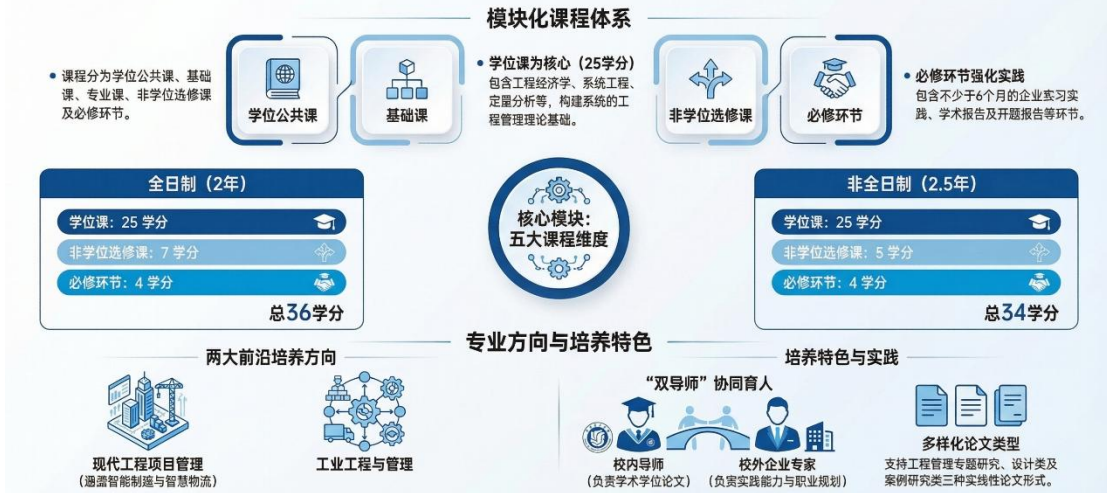 模块化课程体系
• 课程分为学位公共课、基础
课、专业课、非学位选修课
及必修环节。
学位公共课
基础课
• 学位课为核心（25学分）
包含工程经济学、系统工程、
定量分析等，构建系统的工
程管理理论基础。
非学位选修课
必修环节
• 必修环节强化实践
包含不少于6个月的企业实习实
践、学术报告及开题报告等环节。
全日制（2年）
学位课：25 学分
非学位选修课：7 学分
必修环节：4 学分
总36学分
核心模块：
五大课程维度
非全日制（2.5年）
学位课：25 学分
非学位选修课：5 学分
必修环节：4 学分
总34学分
专业方向与培养特色
两大前沿培养方向
现代工程项目管理
智能制造与智慧物流）
工业工程与管理
培养特色与实践
“双导师”协同育人
校内导师
（负责学术学位论文）
校外企业专家
（负责实践能力与职业规划）
多样化论文类型
支持工程管理专题研究、设计类及
案例研究类三种实践性论文形式。